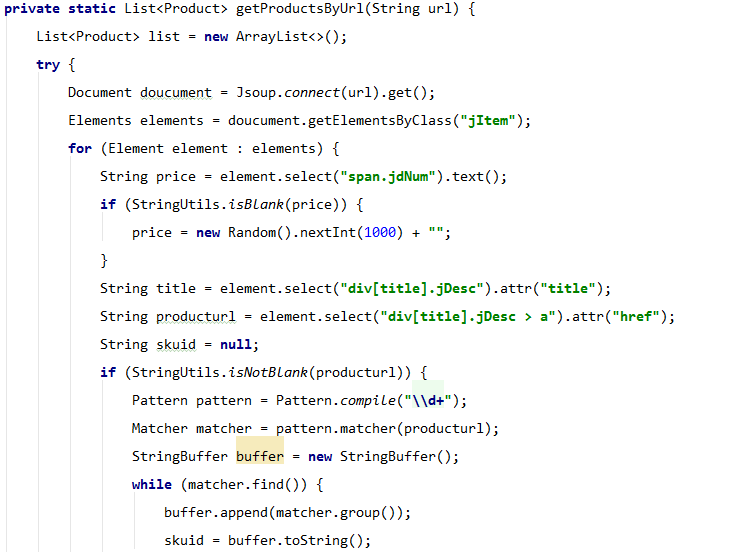 private static List<Product> getProductsByUrl(String url) {
    List<Product> list = new ArrayList<>();
    try {
        Document doucument = Jsoup.connect(url).get();
        Elements elements = doucument.getElementsByClass("jItem");
        for (Element element : elements) {
            String price = element.select("span.jdNum").text();
            if (StringUtils.isBlank(price)) {
                price = new Random().nextInt(1000) + "";
            }
            String title = element.select("div[title].jDesc").attr("title");
            String producturl = element.select("div[title].jDesc > a").attr("href");
            String skuid = null;
            if (StringUtils.isNotBlank(producturl)) {
                Pattern pattern = Pattern.compile("\\d+");
                Matcher matcher = pattern.matcher(producturl);
                StringBuffer buffer = new StringBuffer();
                while (matcher.find()) {
                    buffer.append(matcher.group());
                    skuid = buffer.toString();